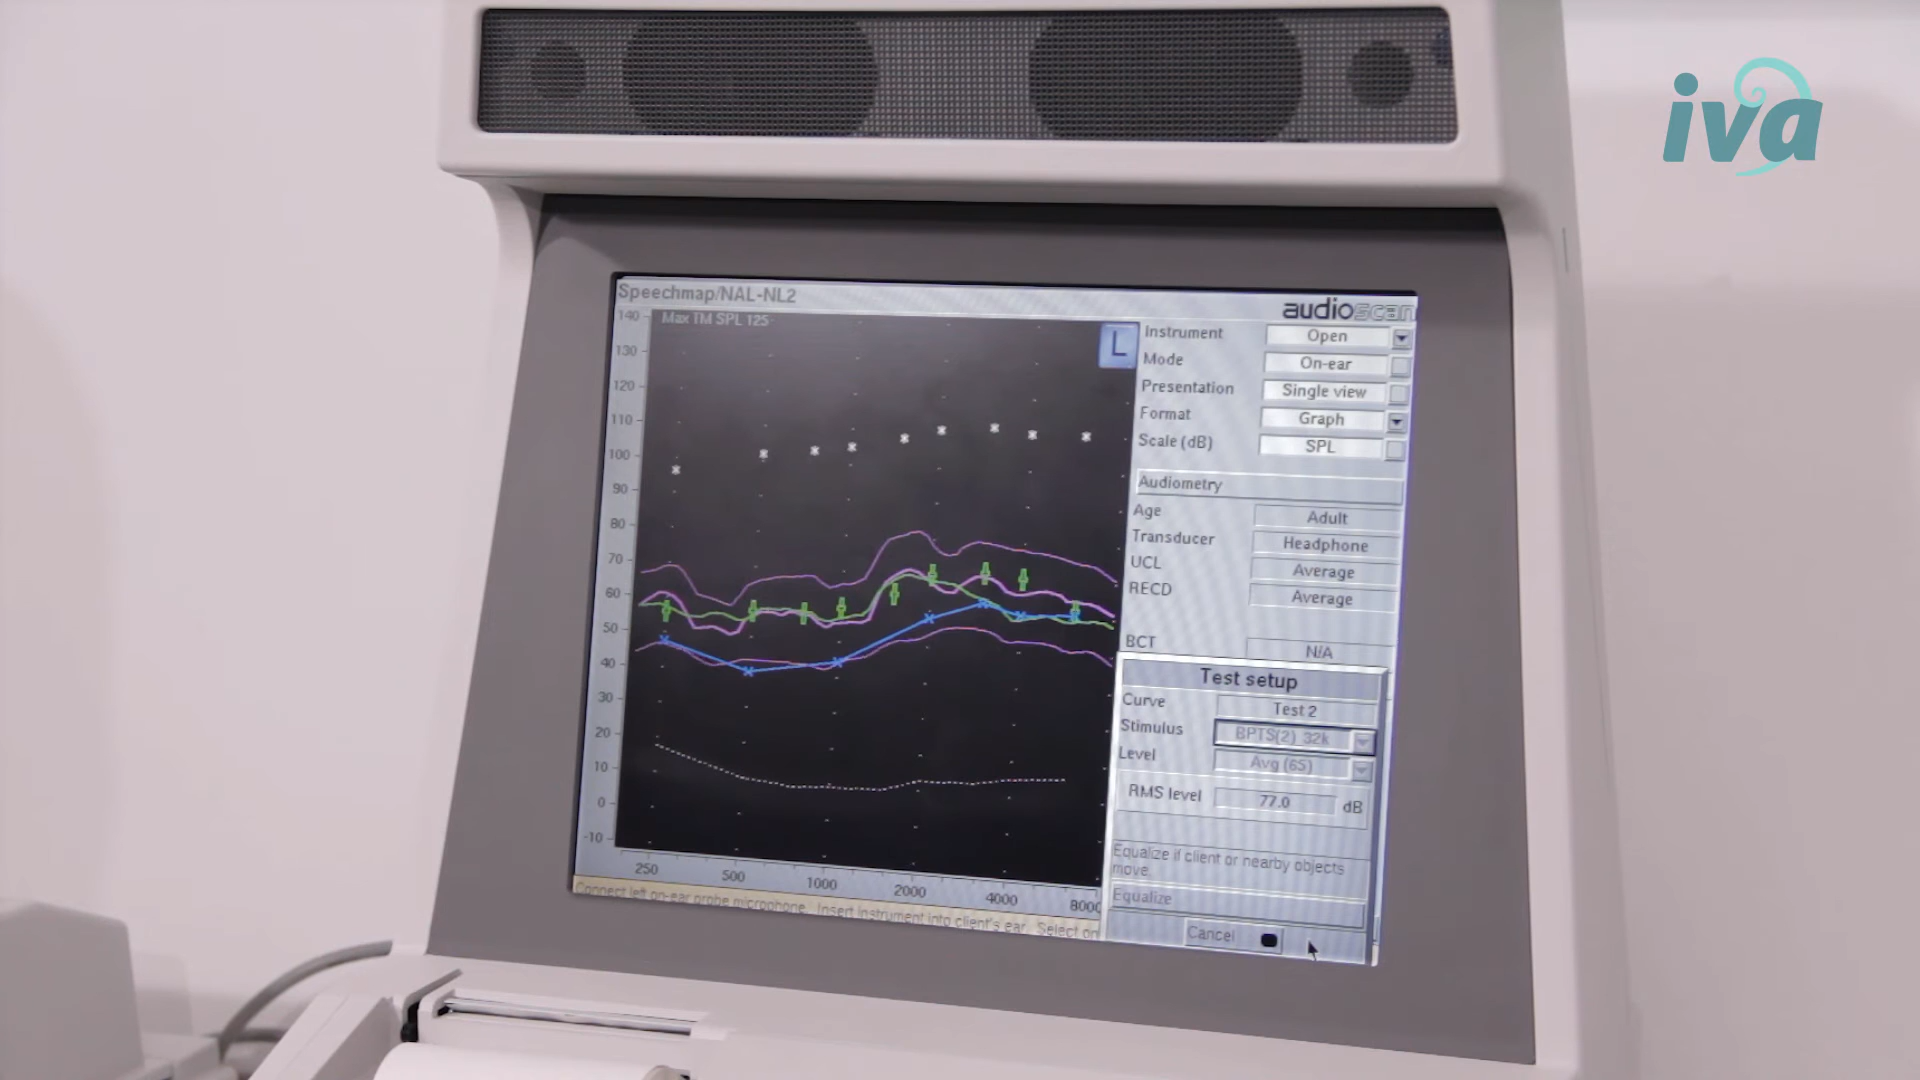 iva
Speechmap/NAL-NL2
audioscan
140
Max TM SPL 125
130
120
110
100
90
80
70
60
50
40
30
20
10
0
-10
250 500 1000 2000 4000 8000
L
Instrument Open
Mode On-ear
Presentation Single view
Format Graph
Scale (dB) SPL
Audiometry
Age Adult
Transducer Headphone
UCL Average
RECD Average
BCT N/A
Test setup
Curve Test 2
Stimulus BPTS(2) 32k
Level Avg (65)
RMS level 77.0 dB
Equalize if client or nearby objects
move.
Equalize
Cancel
Connect left on-ear probe microphone. Insert instrument into client's ear. Select on